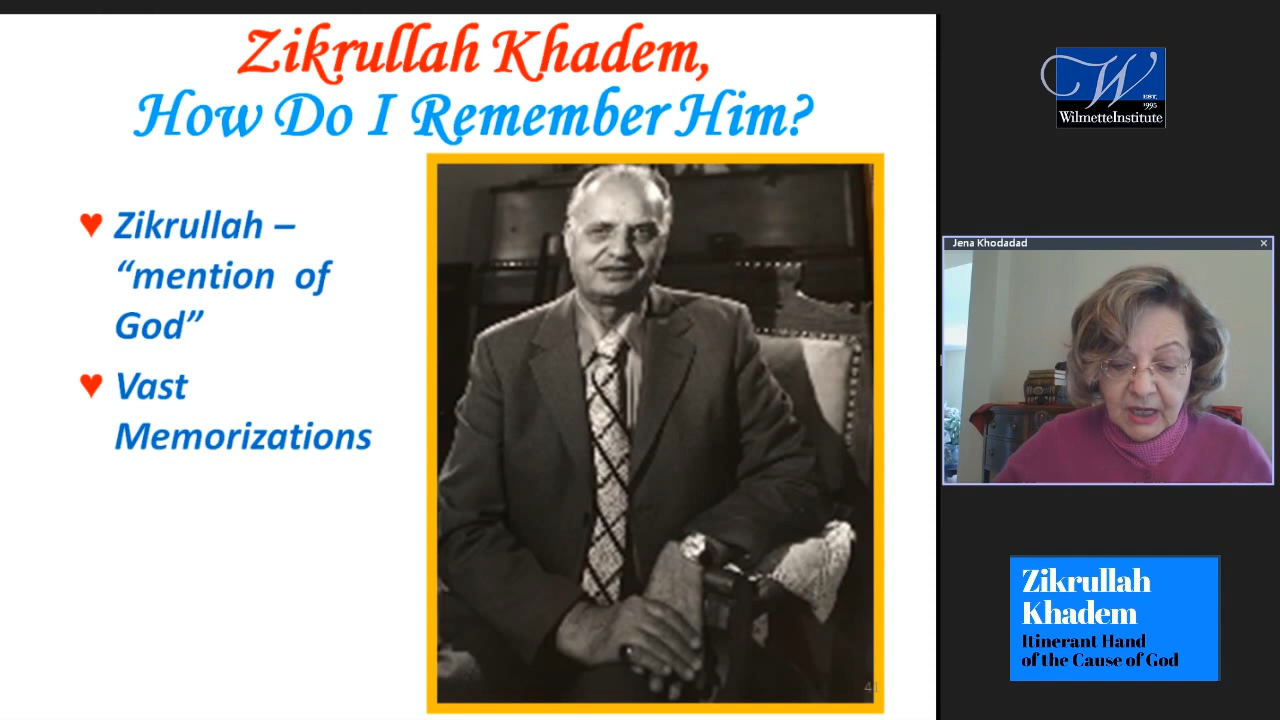 Zikrullah Khadem,
How Do I Remember Him?
♥ Zikrullah –
“mention of
God”
♥ Vast
Memorizations
41
W
EST.
1995
WilmetteInstitute
Jena Khodadad
Zikrullah
Khadem
Itinerant Hand
of the Cause of God